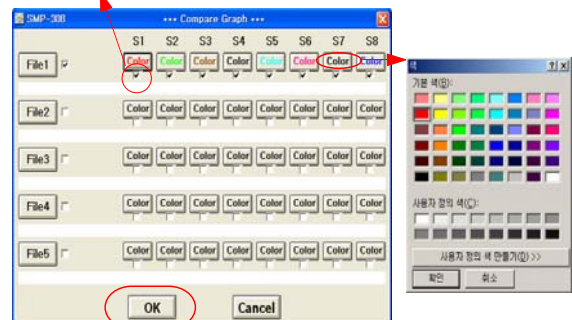 SMP-300 *** Compare Graph ***
S1 S2 S3 S4 S5 S6 S7 S8
File1 Color Color Color Color Color Color Color Color
File2 Color Color Color Color Color Color Color Color
File3 Color Color Color Color Color Color Color Color
File4 Color Color Color Color Color Color Color Color
File5 Color Color Color Color Color Color Color Color
OK Cancel
색
기본 색(B):
사용자 정의 색(C):
사용자 정의 색 만들기(D) >>
확인 취소